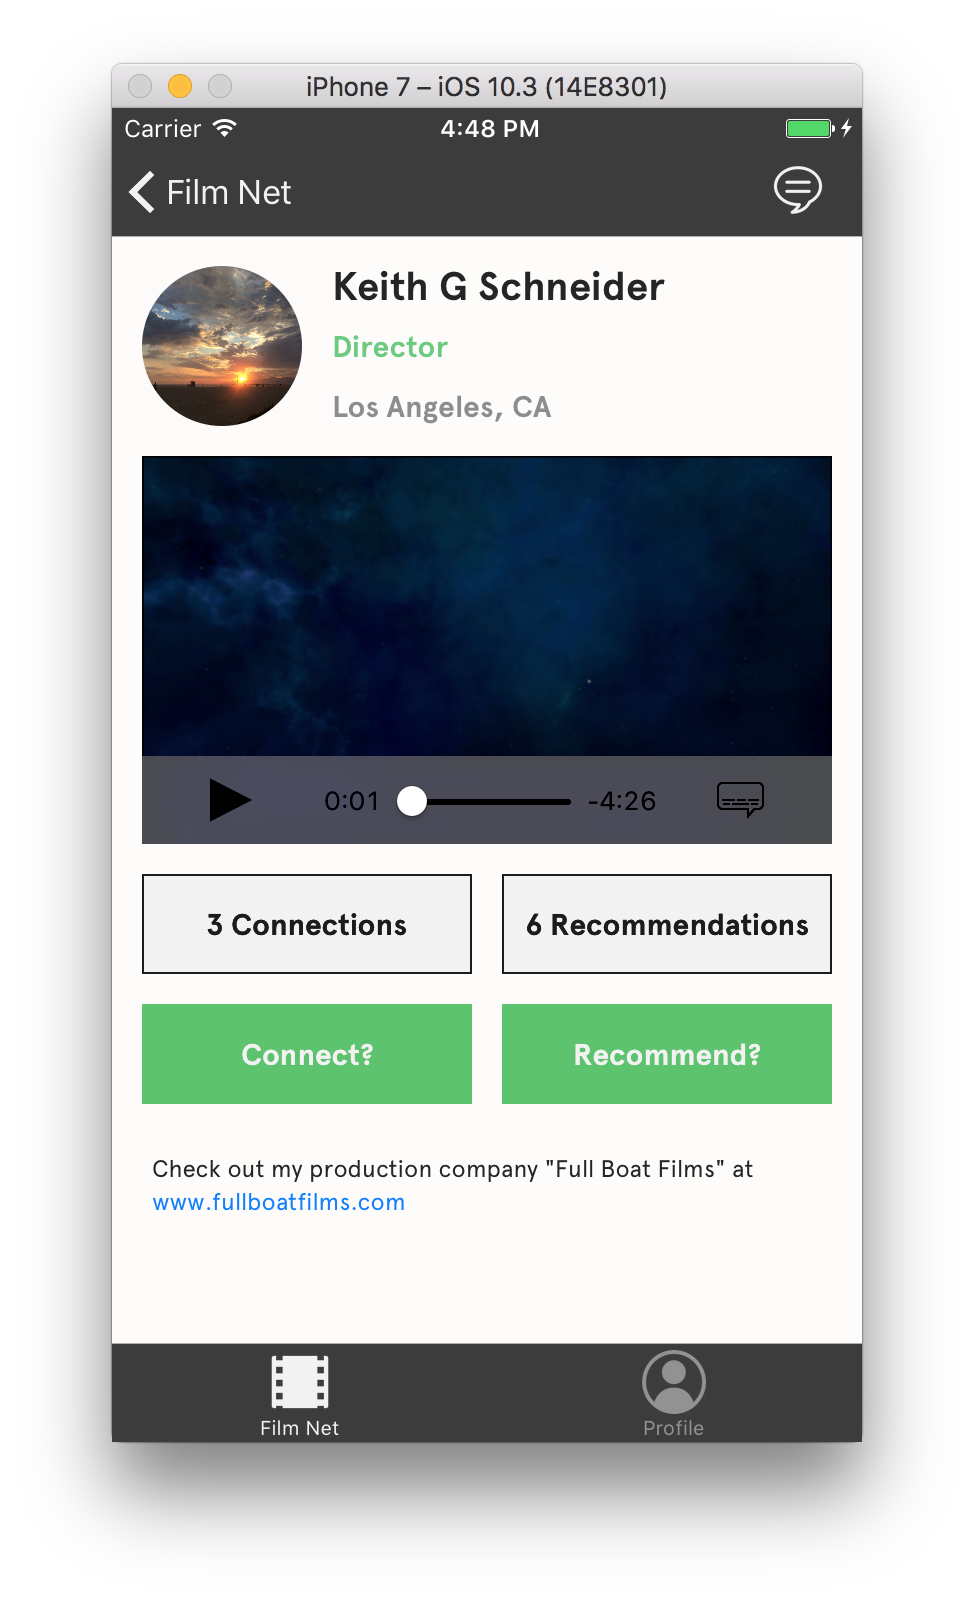 iPhone 7 – iOS 10.3 (14E8301)
Carrier 4:48 PM
Film Net
Keith G Schneider
Director
Los Angeles, CA
0:01 -4:26
3 Connections 6 Recommendations
Connect? Recommend?
Check out my production company "Full Boat Films" at
www.fullboatfilms.com
Film Net Profile